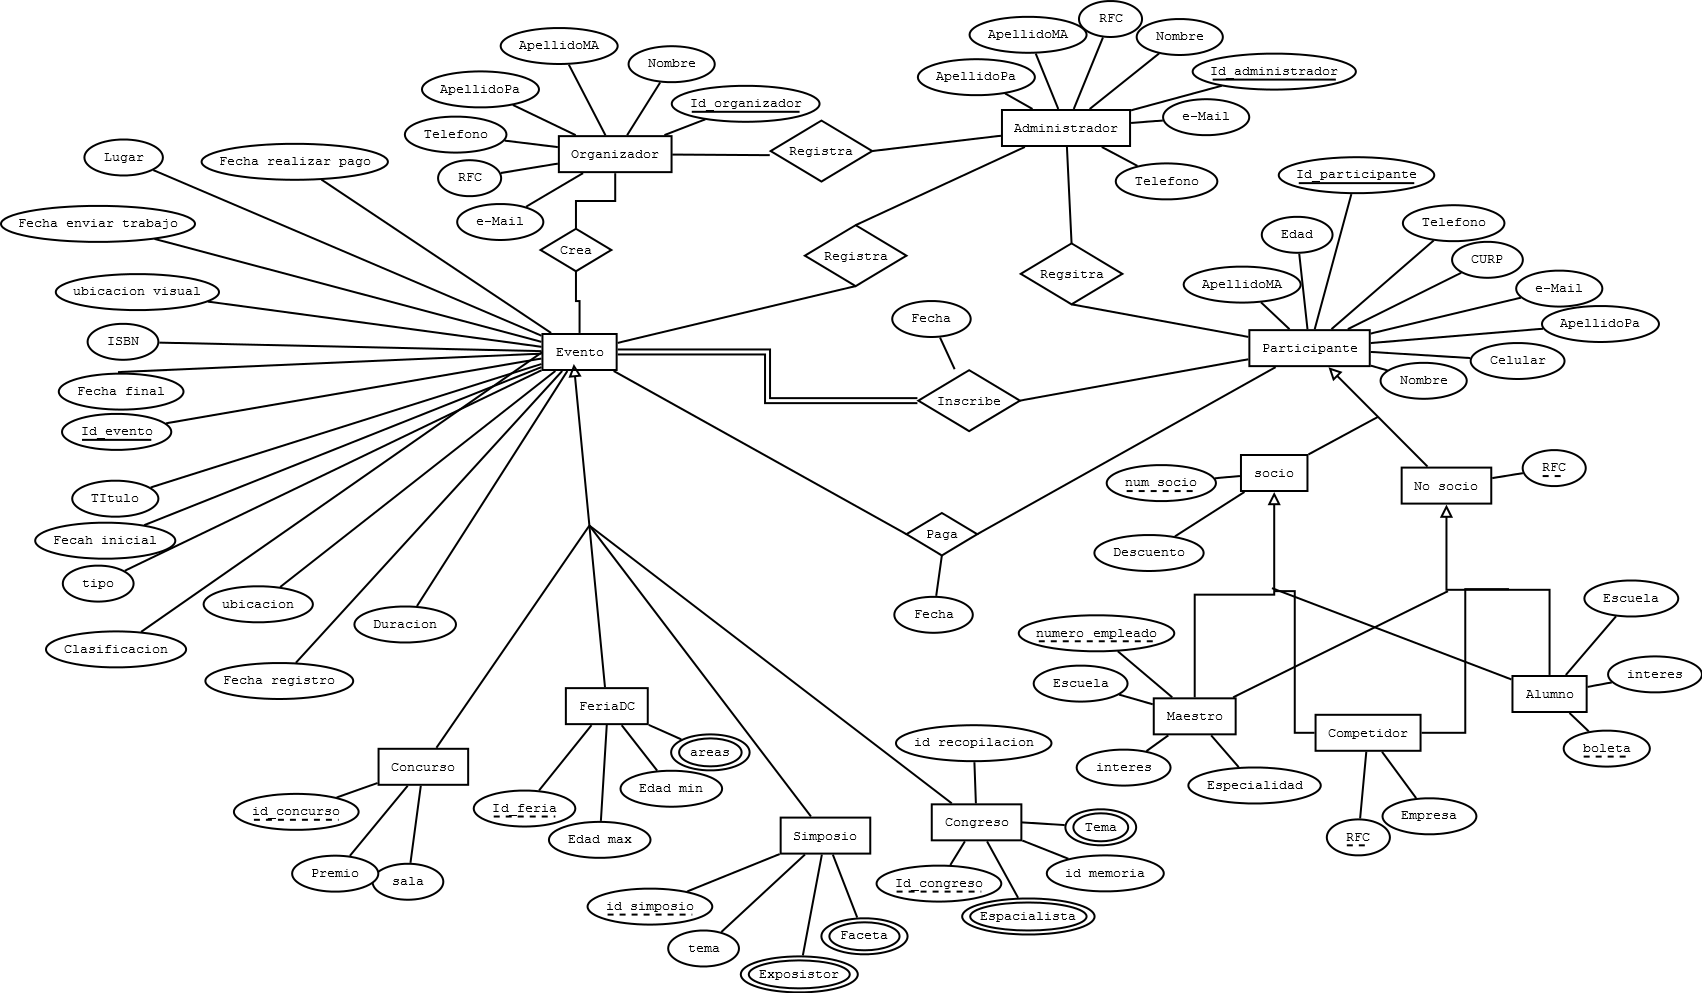 RFC
ApellidoMA
Nombre
ApellidoMA
Nombre
Id_administrador
ApellidoPa
ApellidoPa
Id_organizador
e-Mail
Administrador
Telefono
Organizador
Registra
Lugar
Fecha realizar pago
RFC
Telefono
Id_participante
e-Mail
Fecha enviar trabajo
Edad
Telefono
Crea
Registra
Regsitra
CURP
ubicacion visual
ApellidoMA
e-Mail
Fecha
ApellidoPa
ISBN
Evento
Participante
Celular
Nombre
Fecha final
Inscribe
Id_evento
socio
RFC
num socio
No socio
TItulo
Fecah inicial
Paga
Descuento
tipo
ubicacion
Escuela
Fecha
Duracion
numero empleado
Clasificacion
interes
Fecha registro
Escuela
Alumno
FeriaDC
Maestro
Competidor
id recopilacion
boleta
areas
Concurso
interes
Especialidad
Edad min
id_concurso
Id_feria
Empresa
Congreso
Tema
Simposio
Edad max
RFC
Premio
sala
id memoria
Id_congreso
id simposio
Espacialista
Faceta
tema
Exposistor